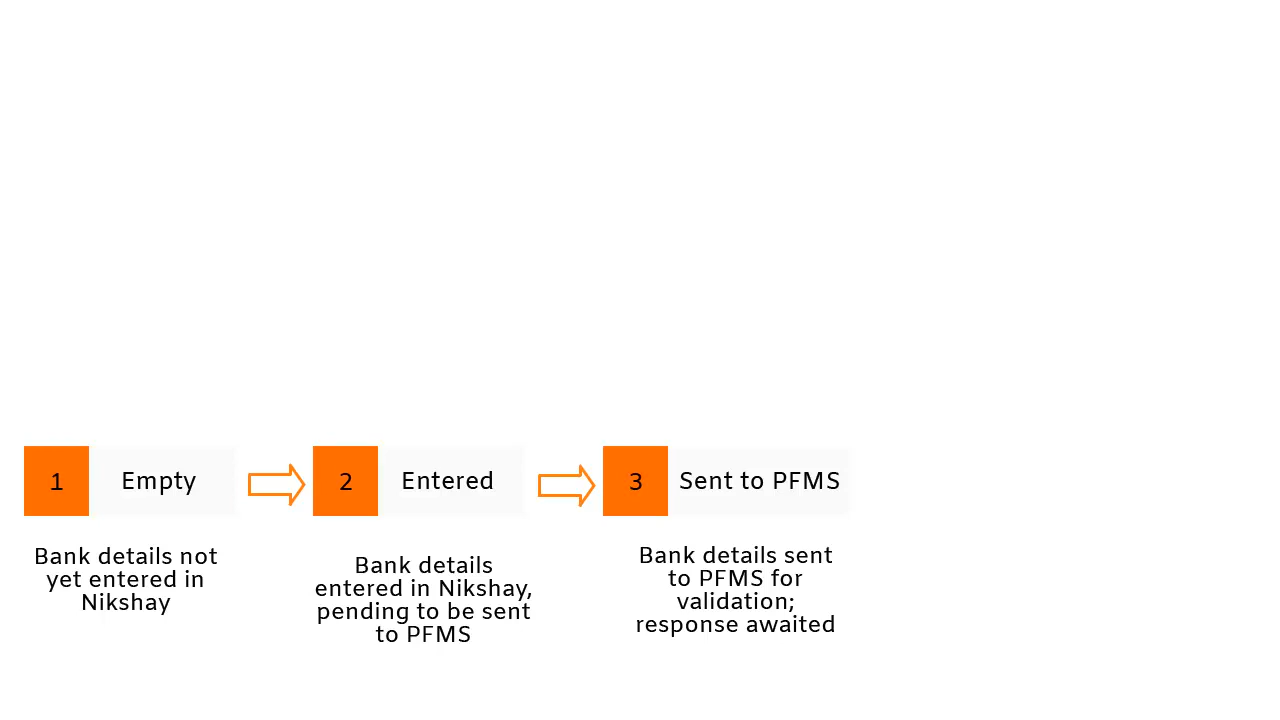 1
Empty
2
Entered
3
Sent to PFMS
Bank details not
yet entered in
Nikshay
Bank details
entered in Nikshay,
pending to be sent
to PFMS
Bank details sent
to PFMS for
validation;
response awaited